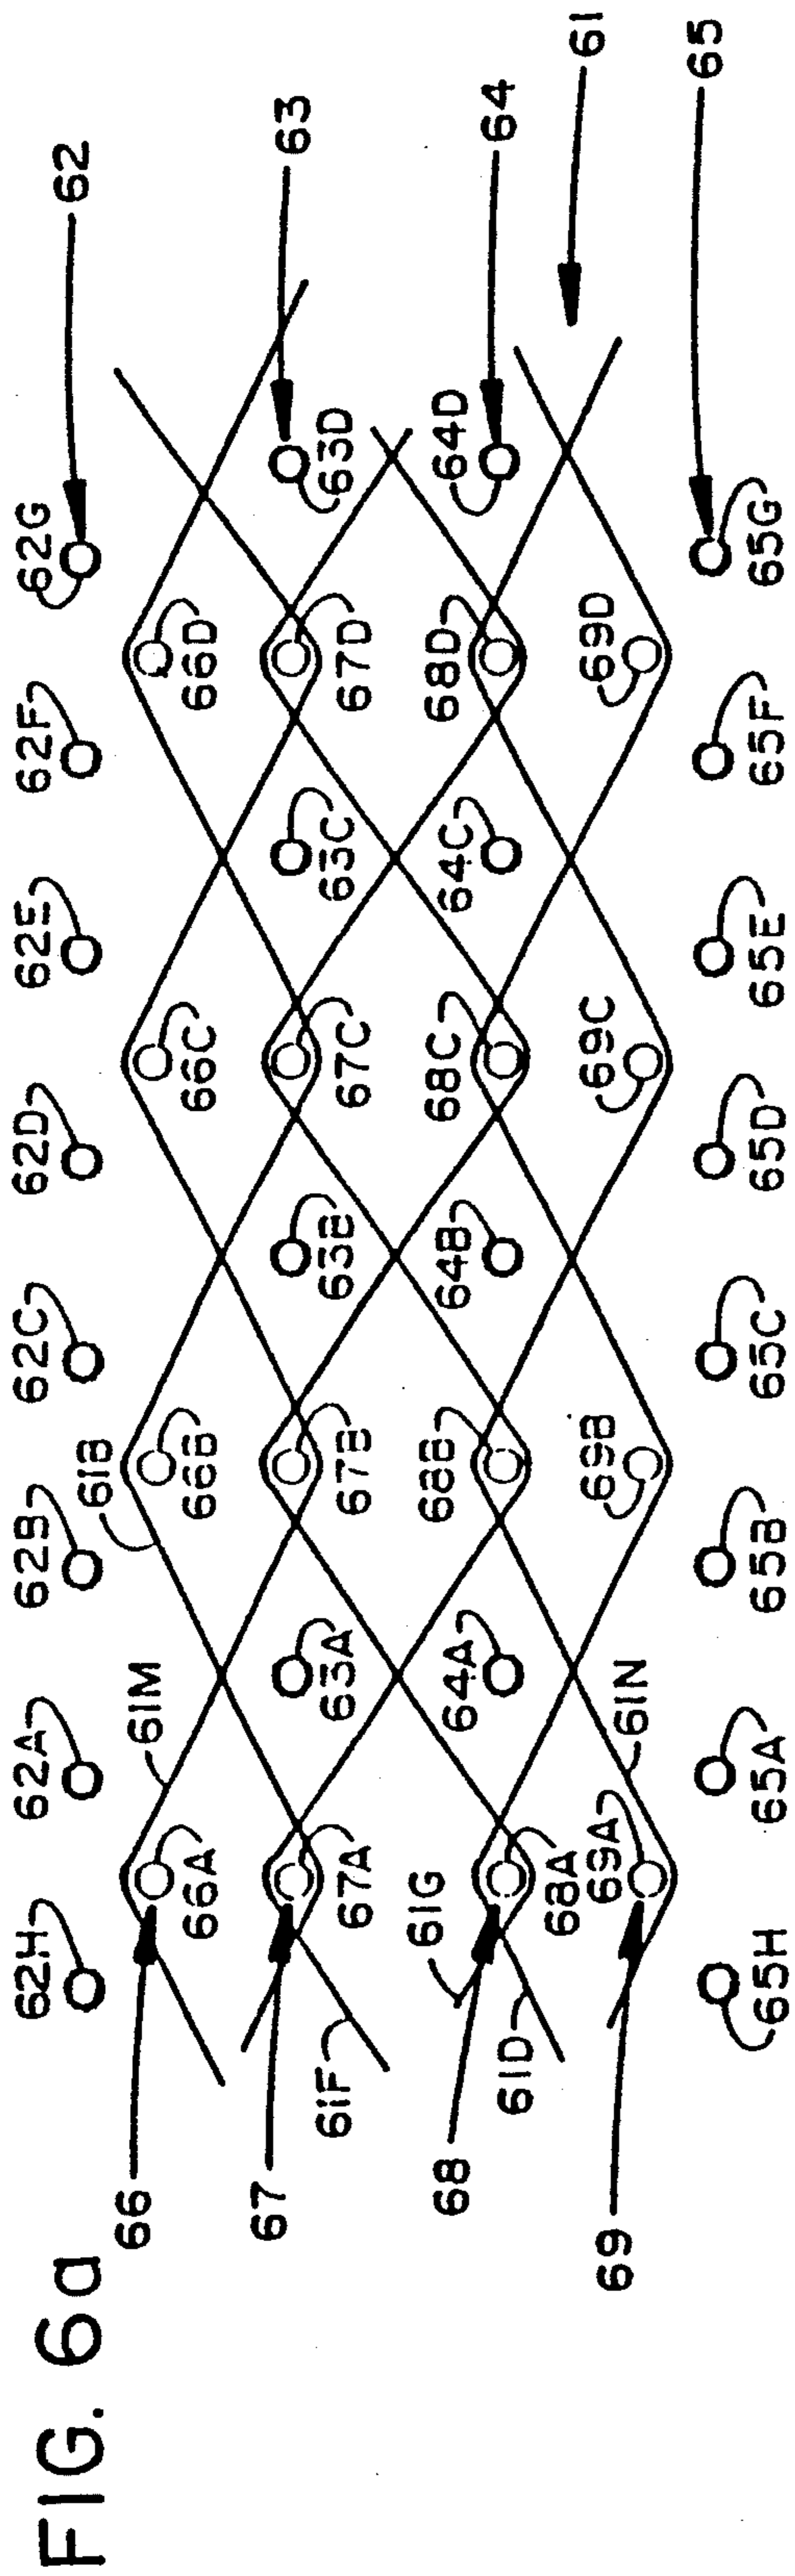 62H 62A 62B 62C 62D 62E 62F 62G
FIG. 6a
62
61B
66
61M
66A 66B 66C 66D
67
63
61F
63A 63B 63C 63D
67A 67B 67C 67D
61G
68B 68C 68D
68
64A 64B 64C 64D
64
61D
68A
69A 69B 69C 69D
61
69
61N
65
65H 65A 65B 65C 65D 65E 65F 65G